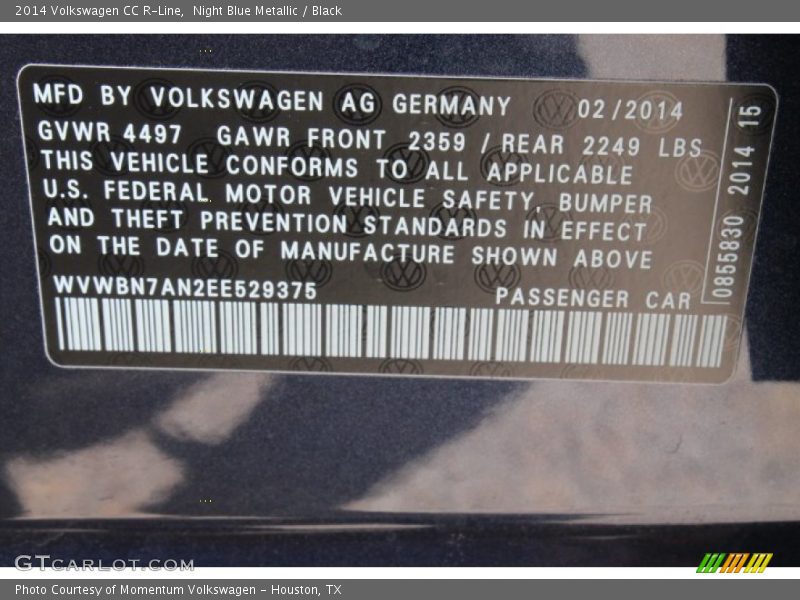 2014 Volkswagen CC R-Line,  Night Blue Metallic / Black
MFD BY VOLKSWAGEN AG GERMANY 02/2014
GVWR 4497 GAWR FRONT 2359 / REAR 2249 LBS
THIS VEHICLE CONFORMS TO ALL APPLICABLE
U.S. FEDERAL MOTOR VEHICLE SAFETY, BUMPER
AND THEFT PREVENTION STANDARDS IN EFFECT
ON THE DATE OF MANUFACTURE SHOWN ABOVE
WVWBN7AN2EE529375 PASSENGER CAR
0855830 2014 15
GTCARLOT.COM
Photo Courtesy of Momentum Volkswagen - Houston, TX